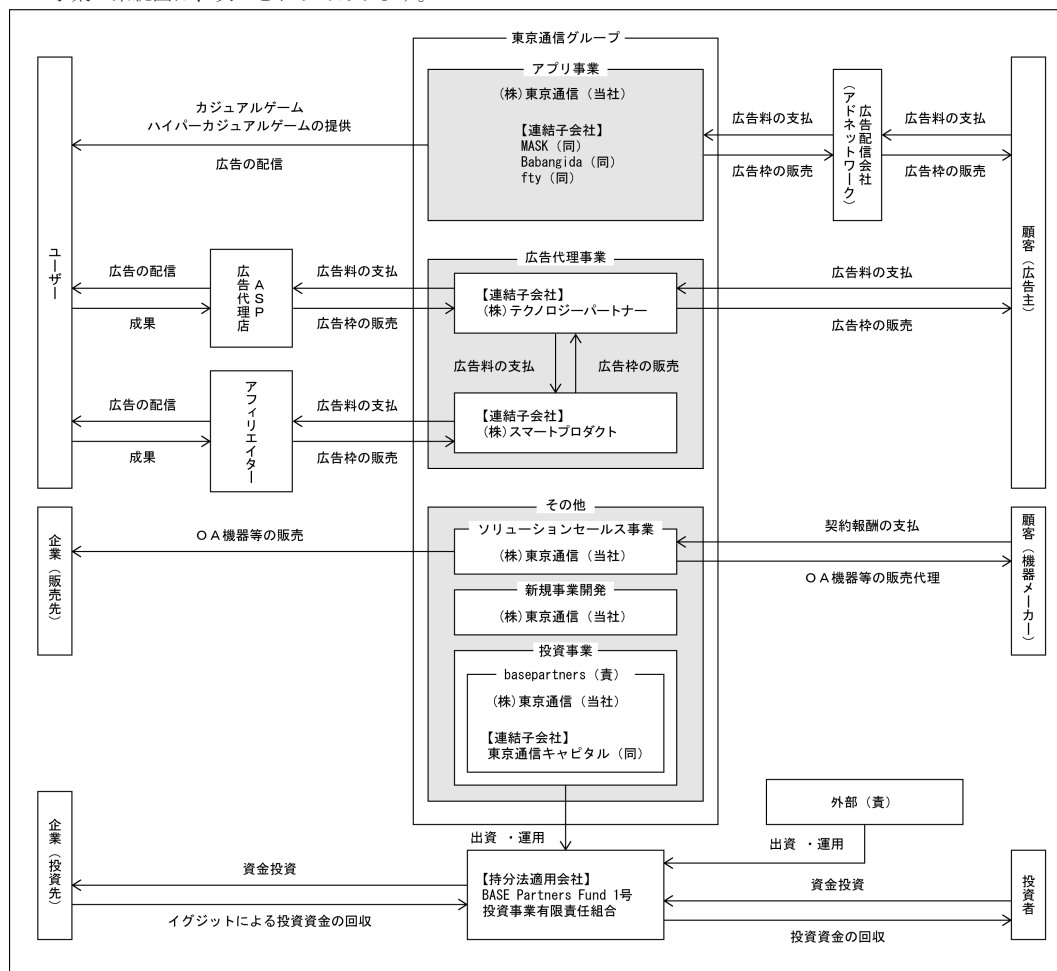 東京通信グループ
アプリ事業
(株)東京通信(当社)
【連結子会社】
MASK(同)
Babangida(同)
fty(同)
カジュアルゲーム
ハイパーカジュアルゲームの提供
広告の配信
広告料の支払
広告枠の販売
広告配信会社
(アドネットワーク)
広告料の支払
広告枠の販売
ユーザー
顧客(広告主)
広告代理事業
広告の配信
成果
ASP
広告代理店
広告料の支払
広告枠の販売
【連結子会社】
(株)テクノロジーパートナー
広告料の支払
広告枠の販売
広告料の支払
広告枠の販売
広告の配信
成果
アフィリエイター
広告料の支払
広告枠の販売
【連結子会社】
(株)スマートプロダクト
その他
企業(販売先)
OA機器等の販売
ソリューションセールス事業
(株)東京通信(当社)
契約報酬の支払
OA機器等の販売代理
顧客(機器メーカー)
新規事業開発
(株)東京通信(当社)
投資事業
basepartners(責)
(株)東京通信(当社)
【連結子会社】
東京通信キャピタル(同)
外部(責)
出資・運用
出資・運用
企業(投資先)
資金投資
イグジットによる投資資金の回収
【持分法適用会社】
BASE Partners Fund 1号
投資事業有限責任組合
資金投資
投資資金の回収
投資者